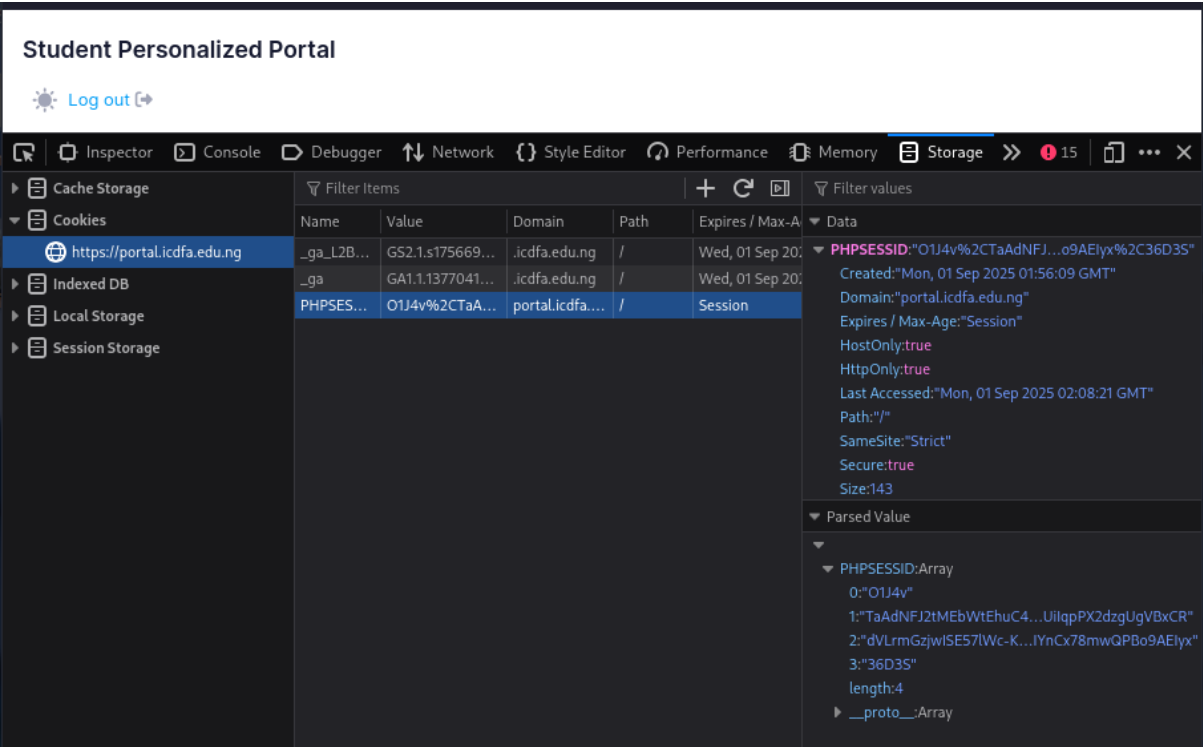 Student Personalized Portal
Log out
Inspector Console Debugger Network Style Editor Performance Memory Storage 15
Cache Storage
Cookies
https://portal.icdfa.edu.ng
Indexed DB
Local Storage
Session Storage
Filter Items
Name Value Domain Path Expires / Max-A
_ga_L2B... GS2.1.s175669... .icdfa.edu.ng / Wed, 01 Sep 202
_ga GA1.1.1377041... .icdfa.edu.ng / Wed, 01 Sep 202
PHPSES... O1J4v%2CTaA... portal.icdfa.... / Session
Filter values
Data
PHPSESSID:"O1J4v%2CTaAdNFJ...o9AEIyx%2C36D3S"
Created:"Mon, 01 Sep 2025 01:56:09 GMT"
Domain:"portal.icdfa.edu.ng"
Expires / Max-Age:"Session"
HostOnly:true
HttpOnly:true
Last Accessed:"Mon, 01 Sep 2025 02:08:21 GMT"
Path:"/"
SameSite:"Strict"
Secure:true
Size:143
Parsed Value
PHPSESSID:Array
0:"O1J4v"
1:"TaAdNFJ2tMEbWtEhuC4...UiIqpPX2dzgUgVBxCR"
2:"dVLrmGzjwISE57lWc-K...IYnCx78mwQPBo9AEIyx"
3:"36D3S"
length:4
__proto__:Array